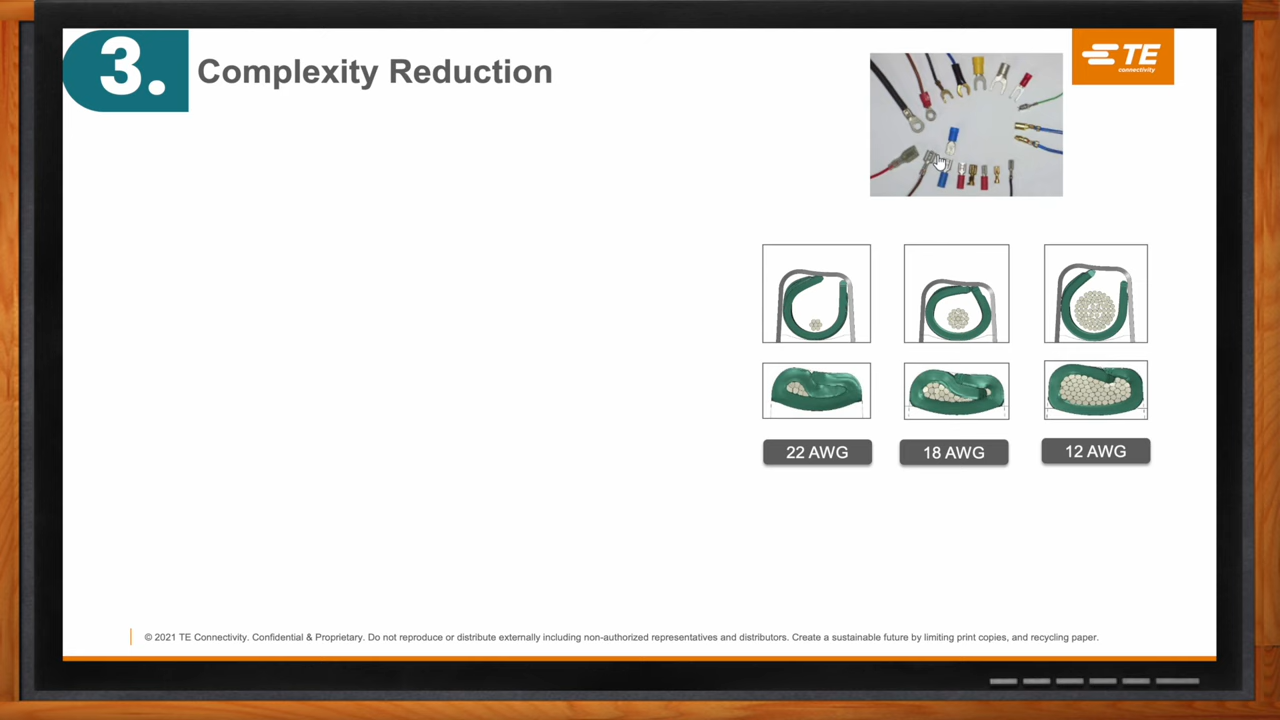 3.
Complexity Reduction
TE
connectivity
22 AWG
18 AWG
12 AWG
© 2021 TE Connectivity. Confidential & Proprietary. Do not reproduce or distribute externally including non-authorized representatives and distributors. Create a sustainable future by limiting print copies, and recycling paper.